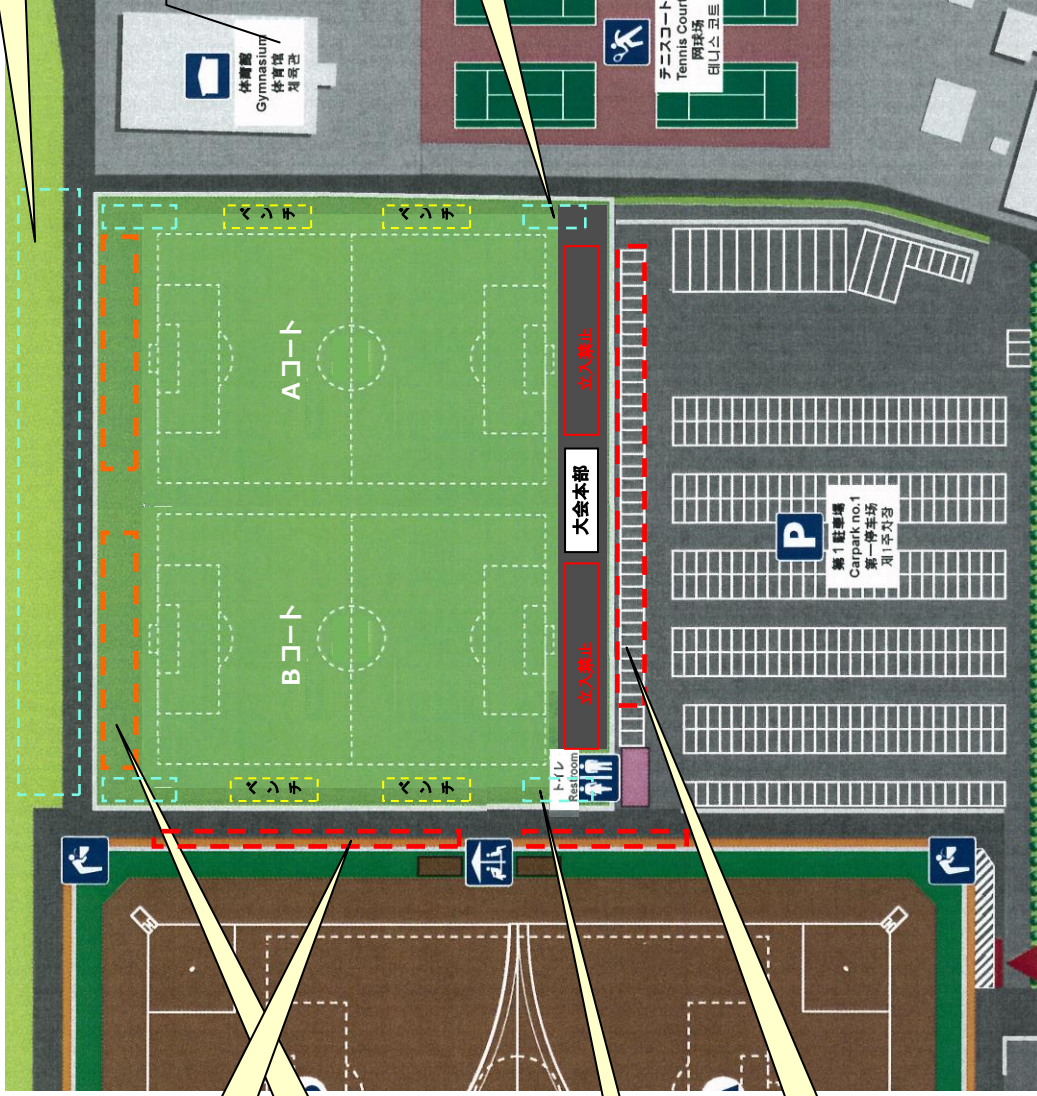 体育館
Gymnasium
体育馆
체육관
テニスコート
Tennis Court
网球场
테니스 코트
ベンチ
ベンチ
Aコート
立入禁止
大会本部
第1駐車場
Carpark no.1
第一停车场
제1주차장
P
Bコート
立入禁止
トイレ
Restroom
ベンチ
ベンチ